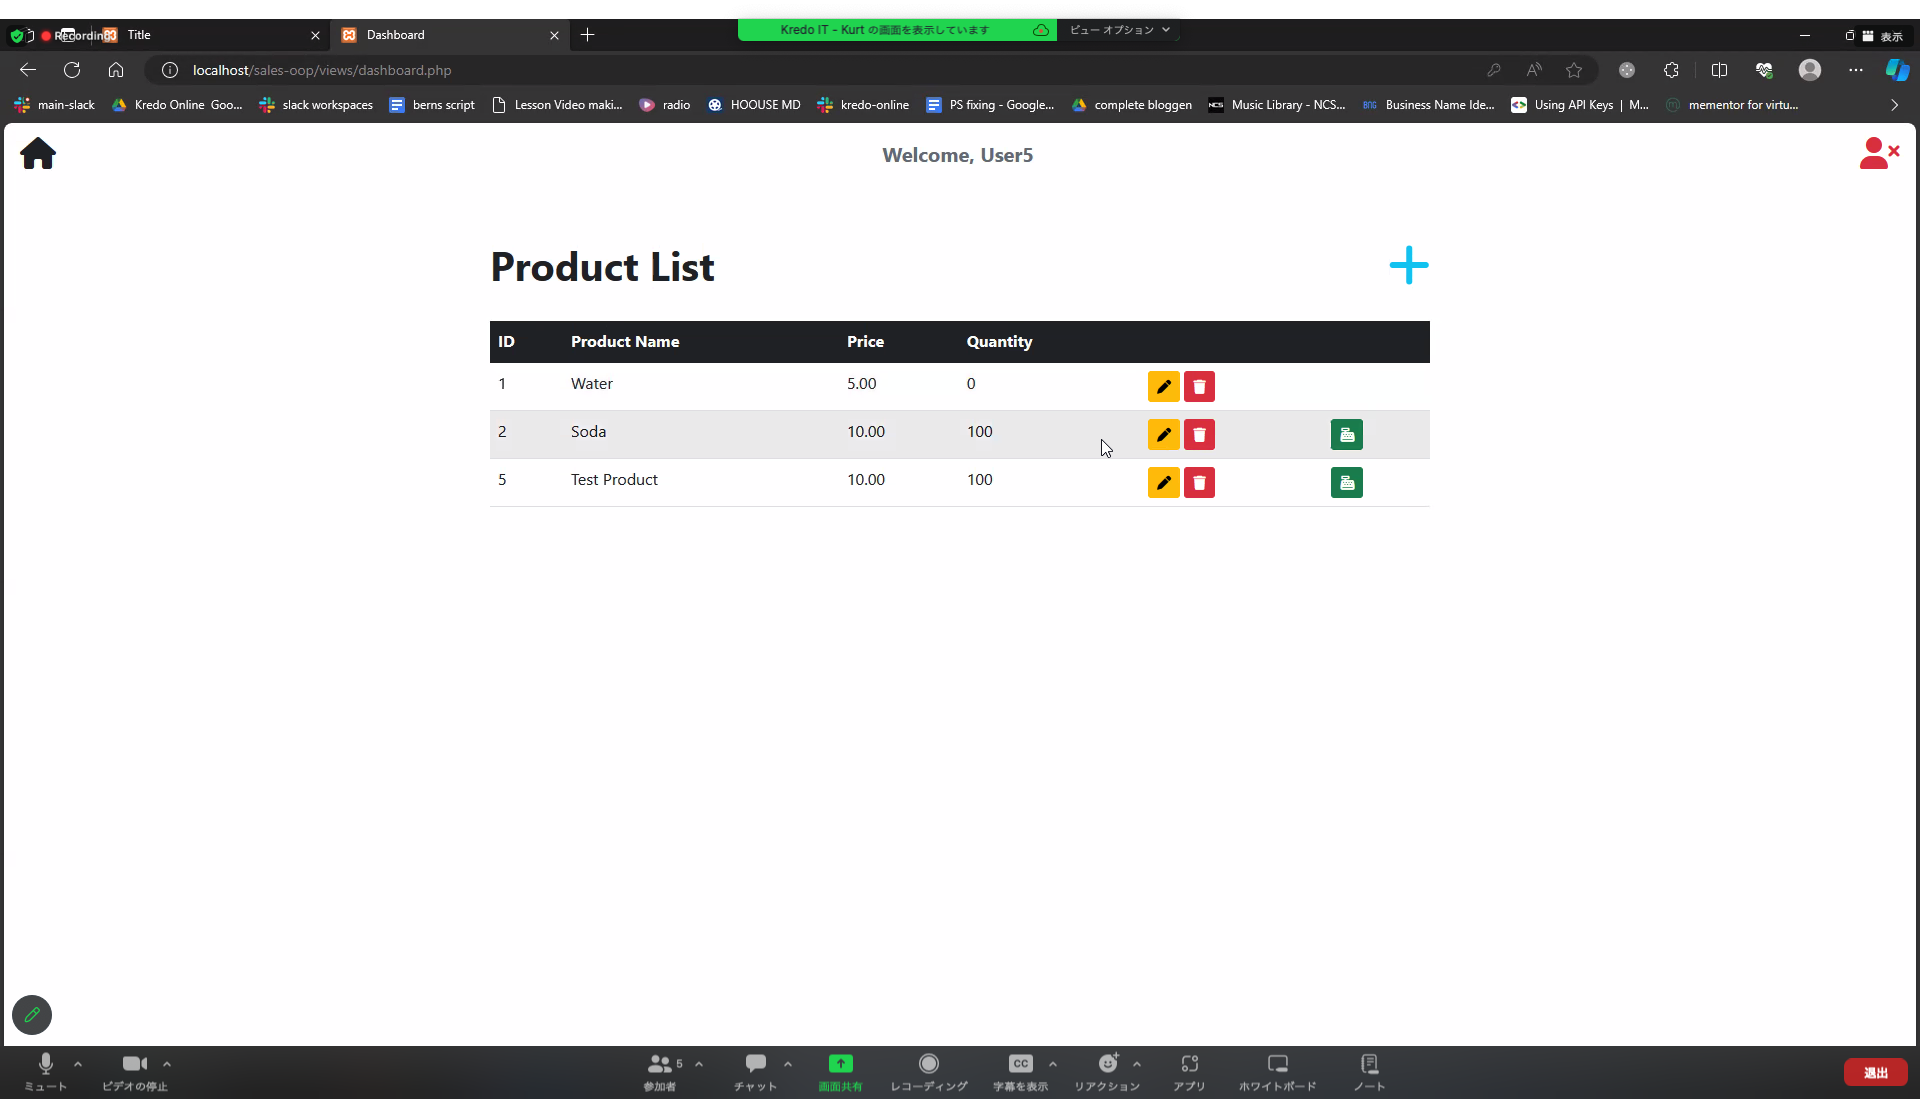 Recording
Title
Dashboard
Kredo IT - Kurt の画面を表示しています
ビュー オプション
表示
localhost/sales-oop/views/dashboard.php
main-slack
Kredo Online Goo...
slack workspaces
berns script
Lesson Video maki...
radio
HOOUSE MD
kredo-online
PS fixing - Google...
complete bloggen
NCS
Music Library - NCS...
BNG
Business Name Ide...
Using API Keys | M...
mementor for virtu...
Welcome, User5
Product List
ID Product Name Price Quantity
1 Water 5.00 0
2 Soda 10.00 100
5 Test Product 10.00 100
5
CC
ミュート
ビデオの停止
参加者
チャット
画面共有
レコーディング
字幕を表示
リアクション
アプリ
ホワイトボード
ノート
退出